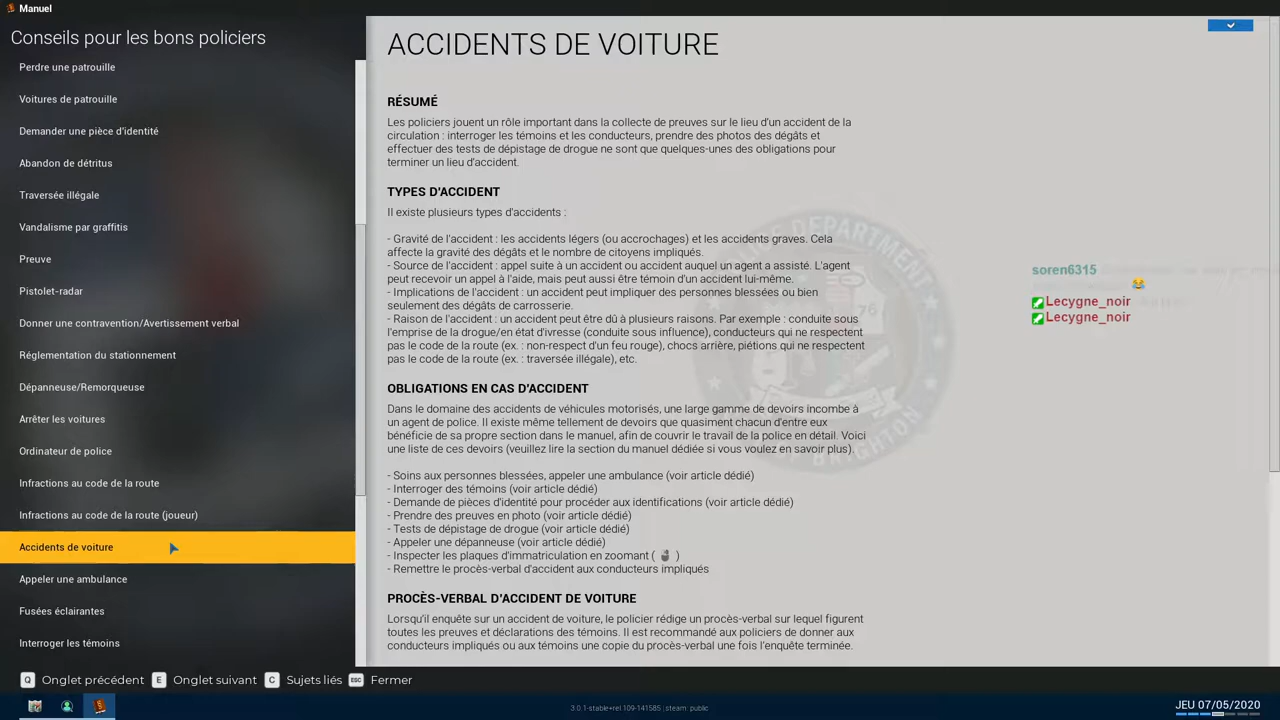 Manuel
Conseils pour les bons policiers
Perdre une patrouille
Voitures de patrouille
Demander une pièce d'identité
Abandon de détritus
Traversée illégale
Vandalisme par graffitis
Preuve
Pistolet-radar
Donner une contravention/Avertissement verbal
Réglementation du stationnement
Dépanneuse/Remorqueuse
Arrêter les voitures
Ordinateur de police
Infractions au code de la route
Infractions au code de la route (joueur)
Accidents de voiture
Appeler une ambulance
Fusées éclairantes
Interroger les témoins
ACCIDENTS DE VOITURE
RÉSUMÉ
Les policiers jouent un rôle important dans la collecte de preuves sur le lieu d'un accident de la
circulation : interroger les témoins et les conducteurs, prendre des photos des dégâts et
effectuer des tests de dépistage de drogue ne sont que quelques-unes des obligations pour
terminer un lieu d'accident.
TYPES D'ACCIDENT
Il existe plusieurs types d'accidents :
- Gravité de l'accident : les accidents légers (ou accrochages) et les accidents graves. Cela
affecte la gravité des dégâts et le nombre de citoyens impliqués.
- Source de l'accident : appel suite à un accident ou accident auquel un agent a assisté. L'agent
peut recevoir un appel à l'aide, mais peut aussi être témoin d'un accident lui-même.
- Implications de l'accident : un accident peut impliquer des personnes blessées ou bien
seulement des dégâts de carrosserie.
- Raison de l'accident : un accident peut être dû à plusieurs raisons. Par exemple : conduite sous
l'emprise de la drogue/en état d'ivresse (conduite sous influence), conducteurs qui ne respectent
pas le code de la route (ex. : non-respect d'un feu rouge), chocs arrière, piétons qui ne respectent
pas le code de la route (ex. : traversée illégale), etc.
OBLIGATIONS EN CAS D'ACCIDENT
Dans le domaine des accidents de véhicules motorisés, une large gamme de devoirs incombe à
un agent de police. Il existe même tellement de devoirs que quasiment chacun d'entre eux
bénéficie de sa propre section dans le manuel, afin de couvrir le travail de la police en détail. Voici
une liste de ces devoirs (veuillez lire la section du manuel dédiée si vous voulez en savoir plus).
- Soins aux personnes blessées, appeler une ambulance (voir article dédié)
- Interroger des témoins (voir article dédié)
- Demande de pièces d'identité pour procéder aux identifications (voir article dédié)
- Prendre des preuves en photo (voir article dédié)
- Tests de dépistage de drogue (voir article dédié)
- Appeler une dépanneuse (voir article dédié)
- Inspecter les plaques d'immatriculation en zoomant ( )
- Remettre le procès-verbal d'accident aux conducteurs impliqués
PROCÈS-VERBAL D'ACCIDENT DE VOITURE
Lorsqu'il enquête sur un accident de voiture, le policier rédige un procès-verbal sur lequel figurent
toutes les preuves et déclarations des témoins. Il est recommandé aux policiers de donner aux
conducteurs impliqués ou aux témoins une copie du procès-verbal une fois l'enquête terminée.
soren6315
Lecygne_noir
Lecygne_noir
Q Onglet précédent E Onglet suivant C Sujets liés ESC Fermer
3.0.1-stable+rel 109-141585 | steam: public
JEU 07/05/2020